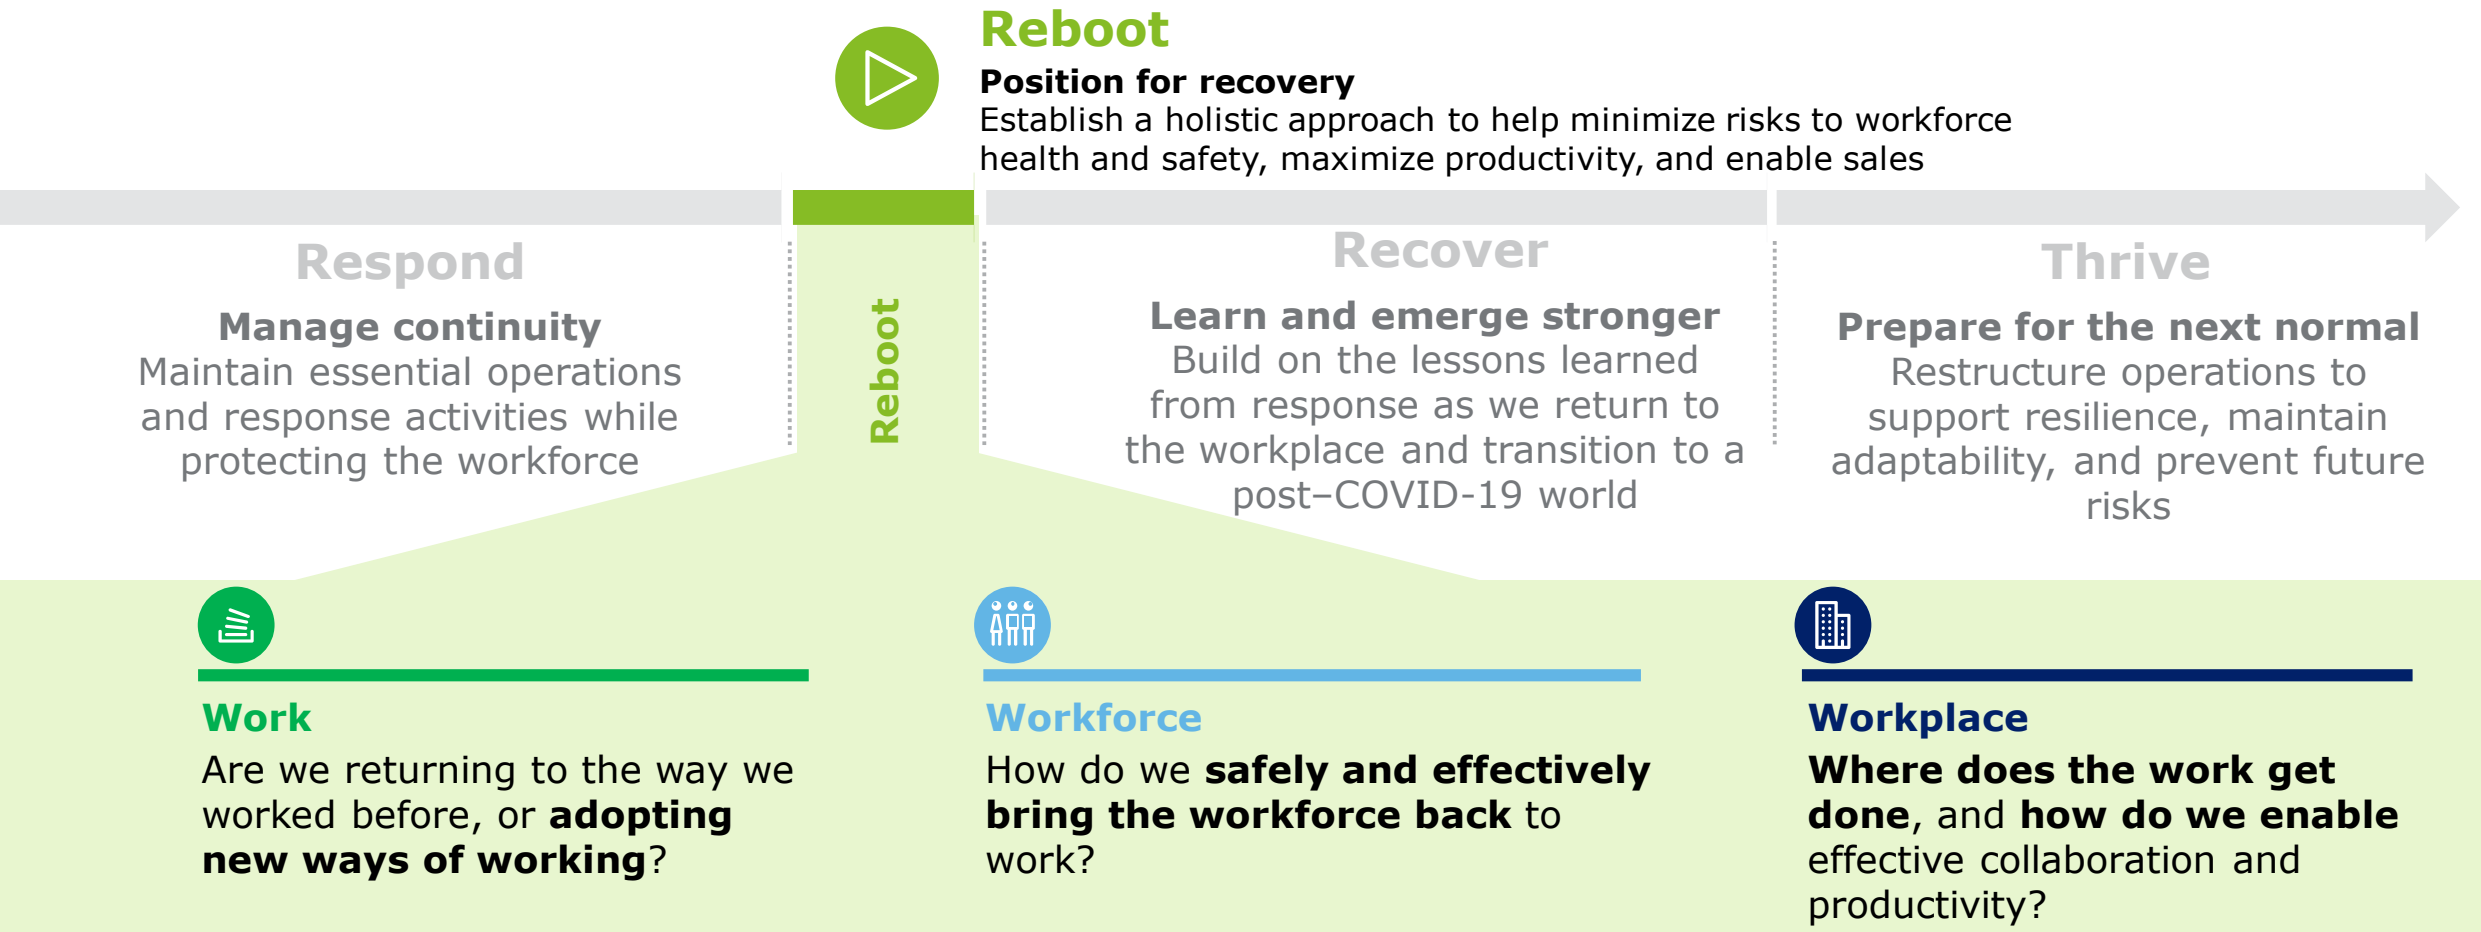 Reboot
Position for recovery
Establish a holistic approach to help minimize risks to workforce
health and safety, maximize productivity, and enable sales
Respond
Manage continuity
Maintain essential operations
and response activities while
protecting the workforce
Reboot
Recover
Learn and emerge stronger
Build on the lessons learned
from response as we return to
the workplace and transition to a
post–COVID-19 world
Thrive
Prepare for the next normal
Restructure operations to
support resilience, maintain
adaptability, and prevent future
risks
Work
Are we returning to the way we
worked before, or adopting
new ways of working?
Workforce
How do we safely and effectively
bring the workforce back to
work?
Workplace
Where does the work get
done, and how do we enable
effective collaboration and
productivity?